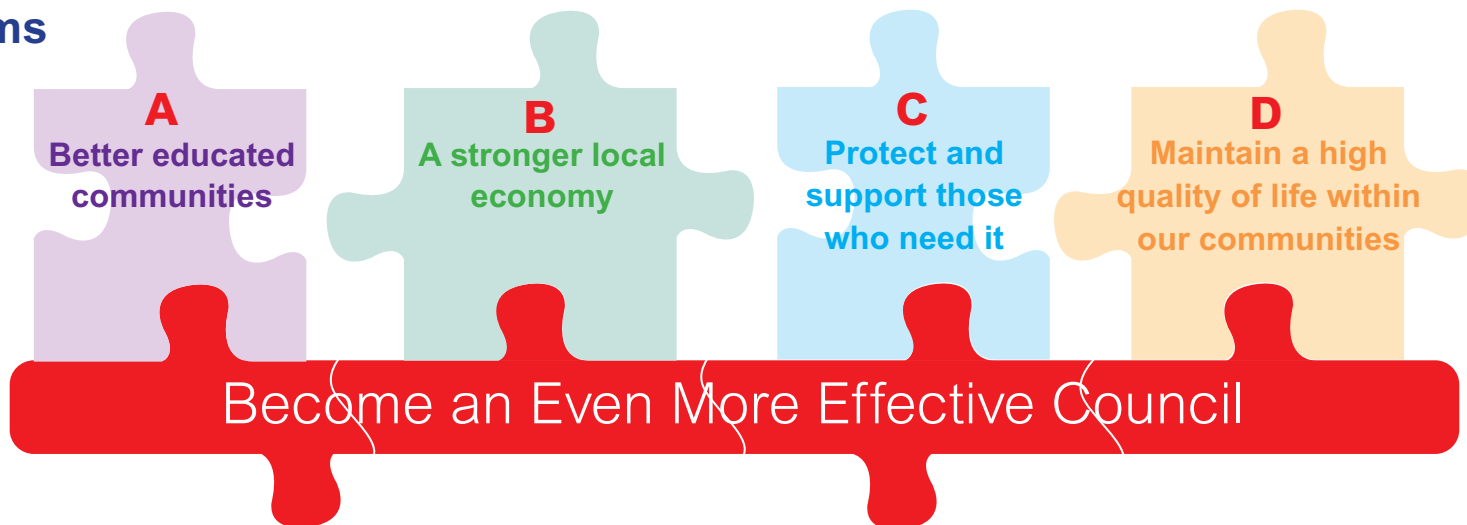 ms
A
Better educated
communities
B
A stronger local
economy
C
Protect and
support those
who need it
D
Maintain a high
quality of life within
our communities
Become an Even More Effective Council